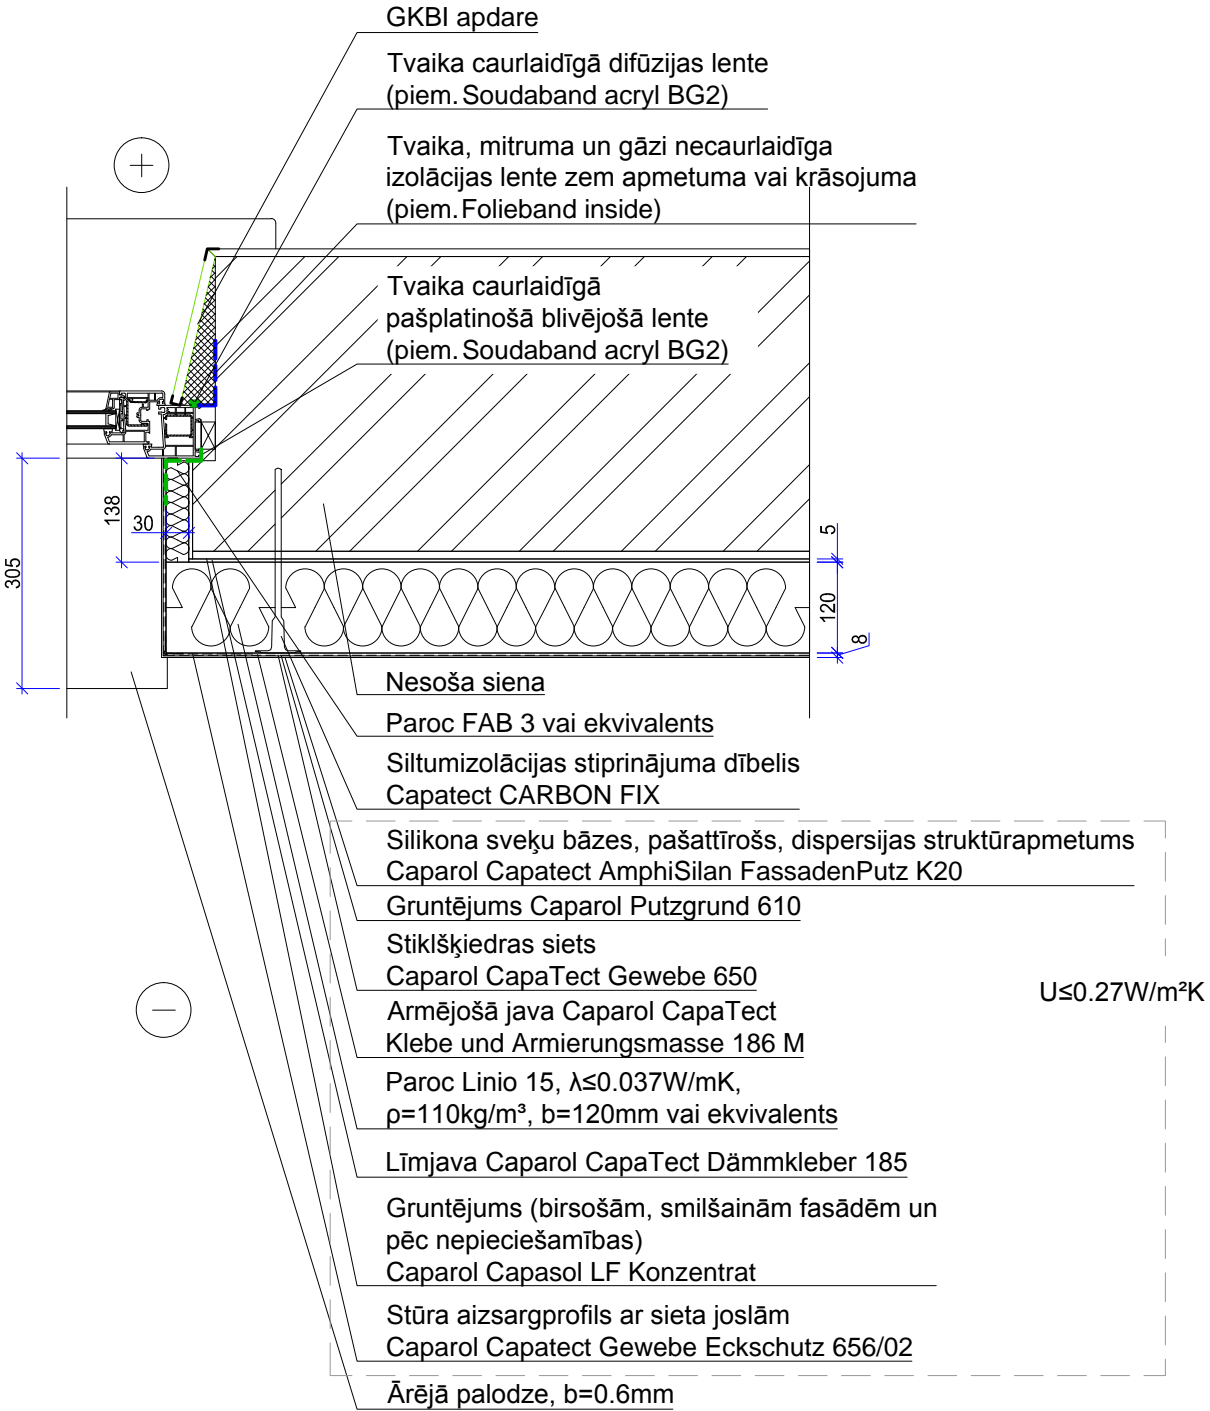 GKBI apdare
Tvaika caurlaidīgā difūzijas lente
(piem. Soudaband acryl BG2)
Tvaika, mitruma un gāzi necaurlaidīga
izolācijas lente zem apmetuma vai krāsojuma
(piem. Folieband inside)
Tvaika caurlaidīgā
pašplatinošā blivējošā lente
(piem. Soudaband acryl BG2)
138
30
305
5
120
8
Nesoša siena
Paroc FAB 3 vai ekvivalents
Siltumizolācijas stiprinājuma dībelis
Capatect CARBON FIX
Silikona sveķu bāzes, pašattīrošs, dispersijas struktūrapmetums
Caparol Capatect AmphiSilan FassadenPutz K20
Gruntējums Caparol Putzgrund 610
Stiklšķiedras siets
Caparol CapaTect Gewebe 650
U≤0.27W/m²K
Armējošā java Caparol CapaTect
Klebe und Armierungsmasse 186 M
Paroc Linio 15, λ≤0.037W/mK,
ρ=110kg/m³, b=120mm vai ekvivalents
Līmjava Caparol CapaTect Dämmkleber 185
Gruntējums (birsošām, smilšainām fasādēm un
pēc nepieciešamības)
Caparol Capasol LF Konzentrat
Stūra aizsargprofils ar sieta joslām
Caparol Capatect Gewebe Eckschutz 656/02
Ārējā palodze, b=0.6mm